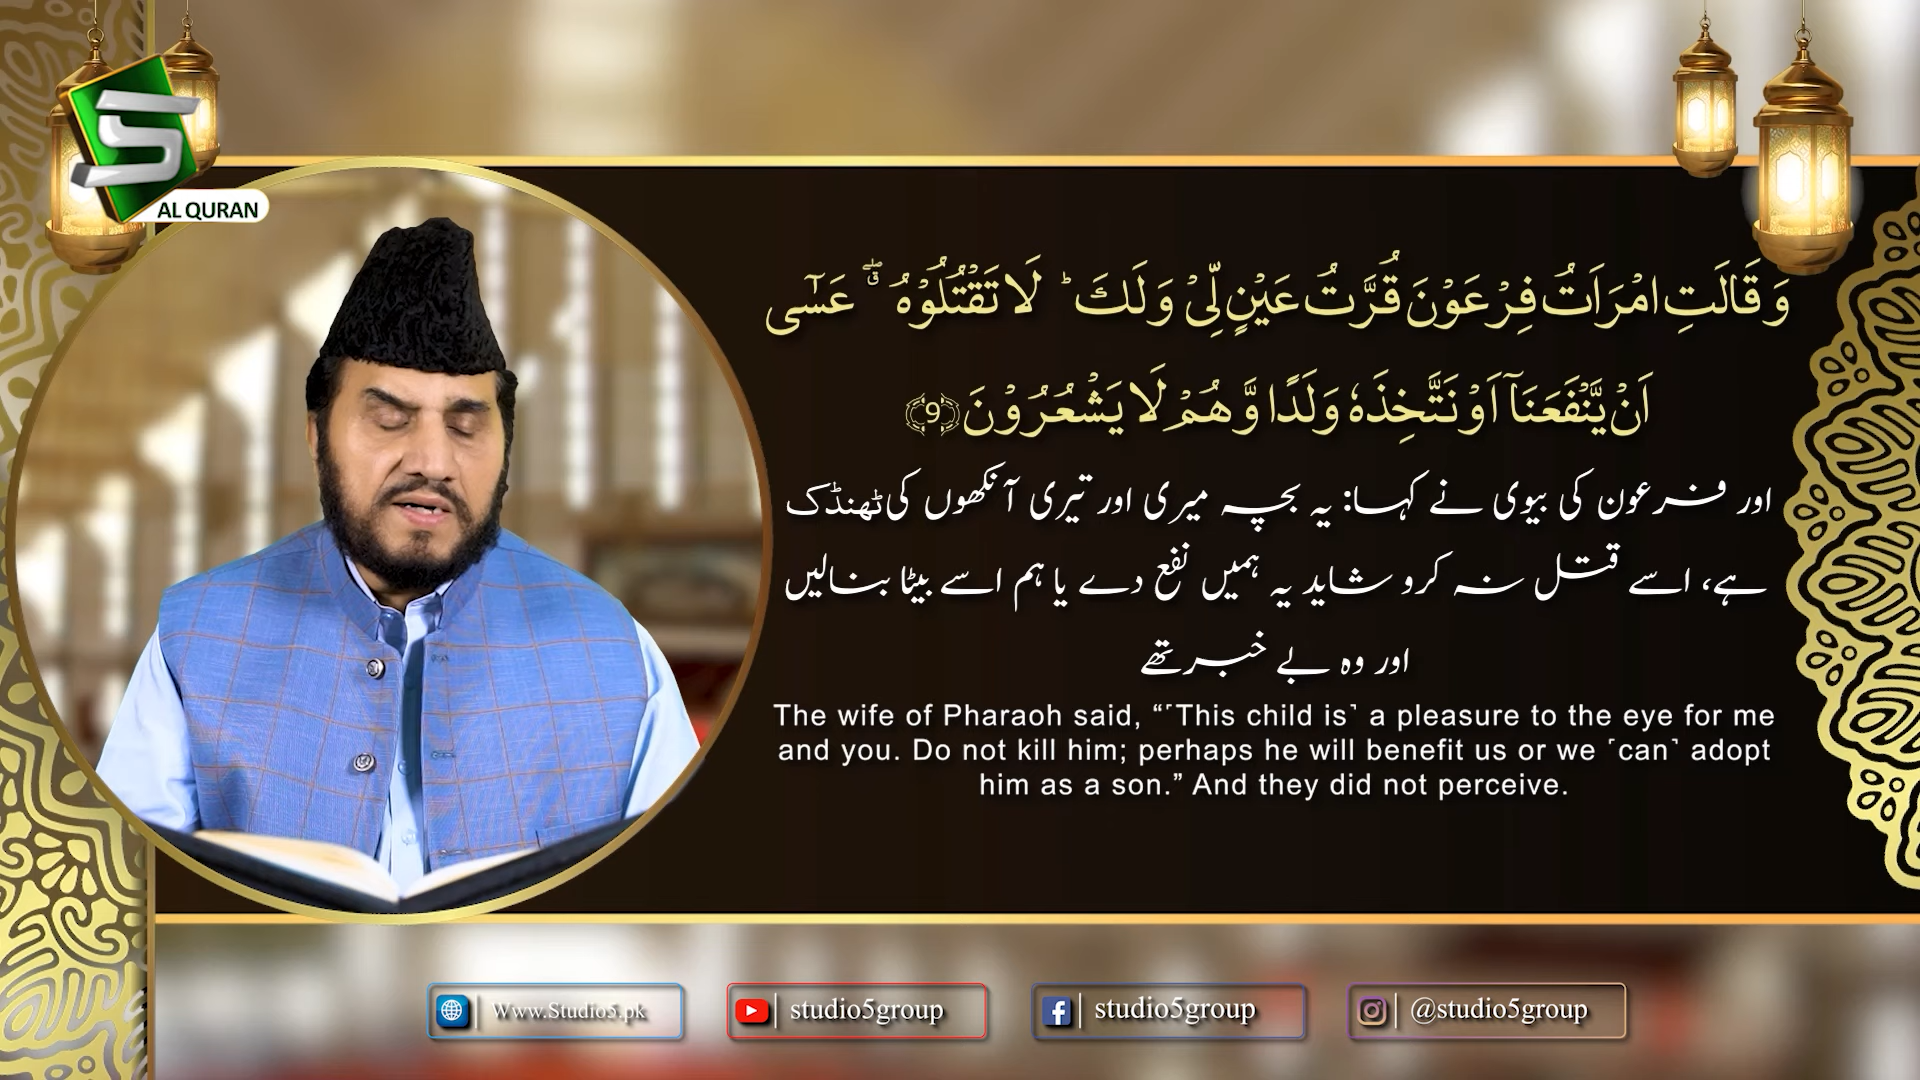 AL QURAN
وَ قَالَتِ امْرَاَتُ فِرْعَوْنَ قُرَّتُ عَیْنٍ لِّیْ وَ لَكَؕ لَا تَقْتُلُوْهُ ﳓ عَسٰۤى
اَنْ یَّنْفَعَنَاۤ اَوْ نَتَّخِذَهٗ وَلَدًا وَّ هُمْ لَا یَشْعُرُوْنَ ﴿9﴾
اور فرعون کی بیوی نے کہا: یہ بچہ میری اور تیری آنکھوں کی ٹھنڈک
ہے، اسے قتل نہ کرو شاید یہ ہمیں نفع دے یا ہم اسے بیٹا بنالیں
اور وہ بے خبر تھے
The wife of Pharaoh said, “˹This child is˺ a pleasure to the eye for me
and you. Do not kill him; perhaps he will benefit us or we ˹can˺ adopt
him as a son.” And they did not perceive.
Www.Studio5.pk
studio5group
studio5group
@studio5group